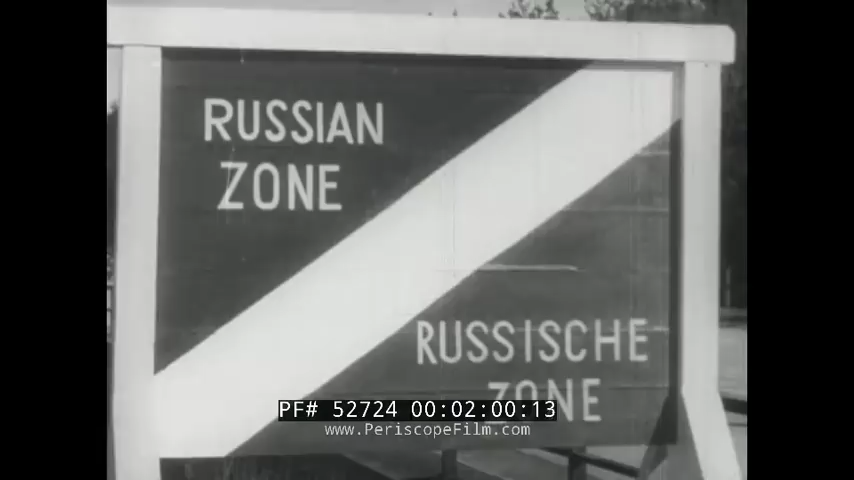 RUSSIAN
ZONE
RUSSISCHE
ZONE
PF# 52724 00:02:00:13
www.PeriscopeFilm.com